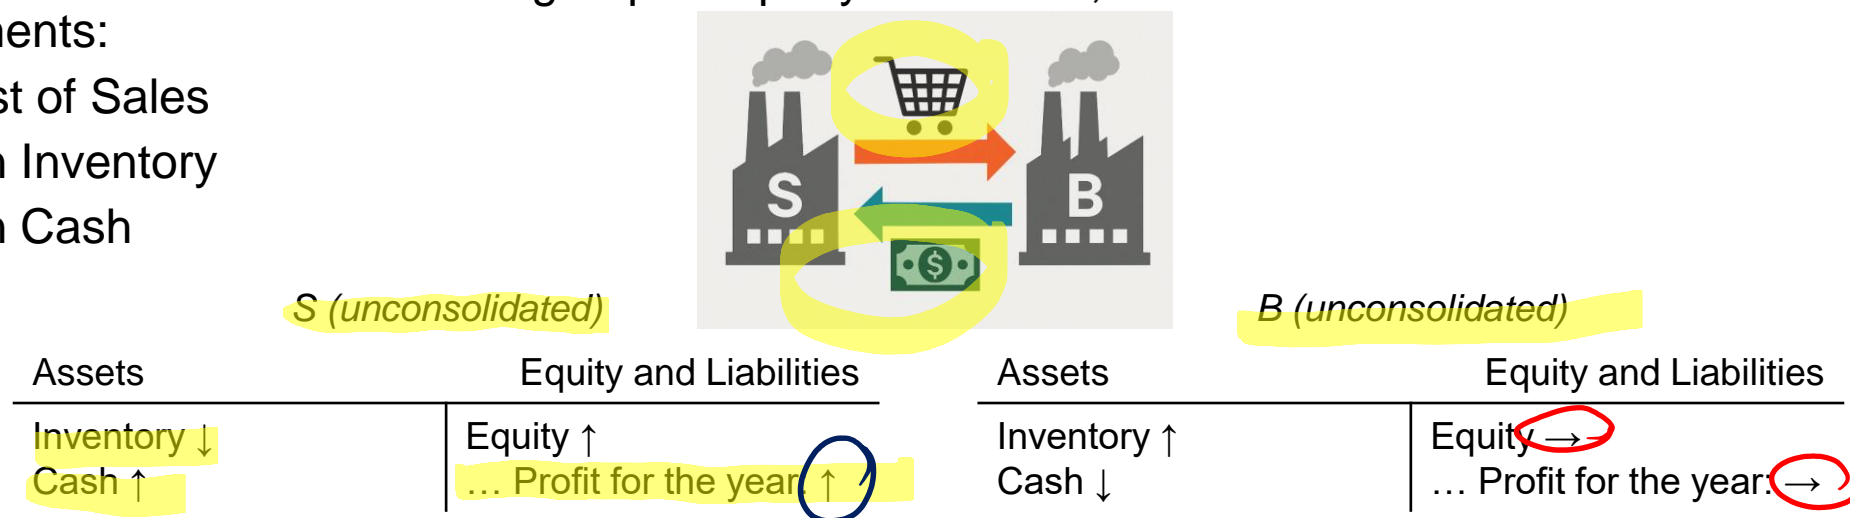 ments:
st of Sales
n Inventory
n Cash
S B
$
S (unconsolidated)
B (unconsolidated)
Assets Equity and Liabilities
Inventory ↓ Equity ↑
Cash ↑ … Profit for the year: ↑
Assets Equity and Liabilities
Inventory ↑ Equity →
Cash ↓ … Profit for the year: →